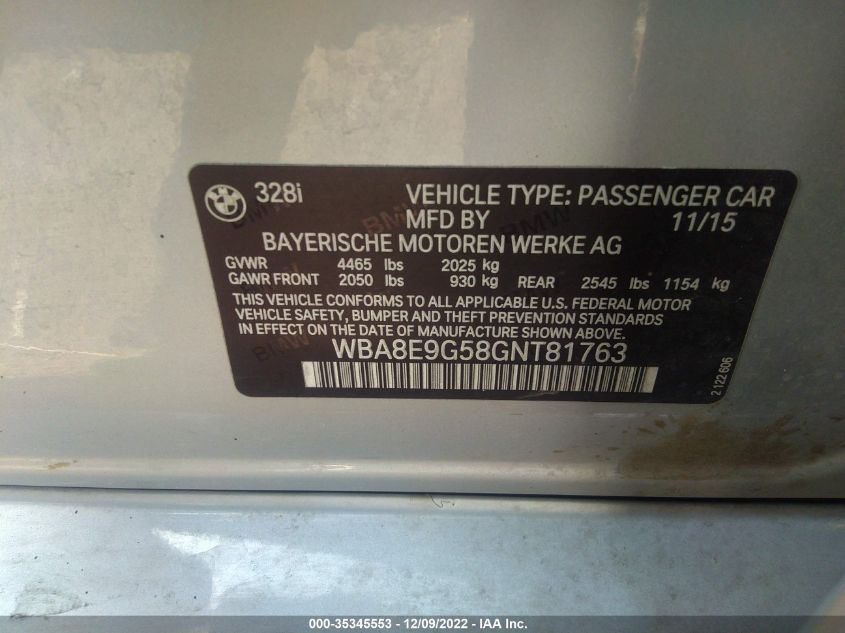 328i VEHICLE TYPE: PASSENGER CAR
MFD BY 11/15
BAYERISCHE MOTOREN WERKE AG
GVWR 4465 lbs 2025 kg
GAWR FRONT 2050 lbs 930 kg REAR 2545 lbs 1154 kg
THIS VEHICLE CONFORMS TO ALL APPLICABLE U.S. FEDERAL MOTOR
VEHICLE SAFETY, BUMPER AND THEFT PREVENTION STANDARDS
IN EFFECT ON THE DATE OF MANUFACTURE SHOWN ABOVE.
WBA8E9G58GNT81763
2 122 606
000-35345553 - 12/09/2022 - IAA Inc.